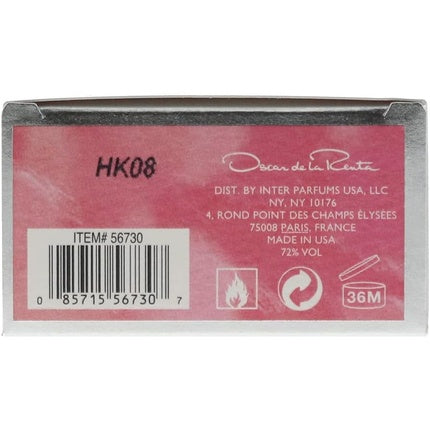 HK08
Oscar de la Renta
DIST. BY INTER PARFUMS USA, LLC
NY, NY 10176
4, ROND POINT DES CHAMPS ÉLYSÉES
75008 PARIS, FRANCE
MADE IN USA
72% VOL
ITEM# 56730
0 85715 56730 7
36M